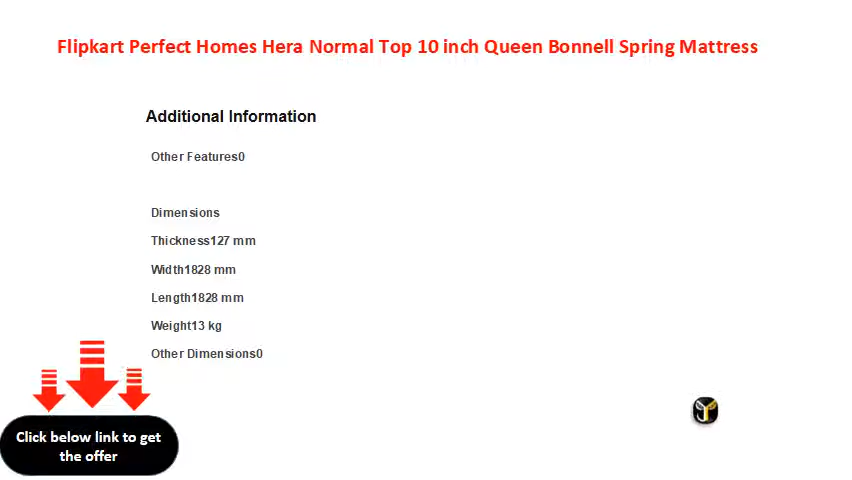 Flipkart Perfect Homes Hera Normal Top 10 inch Queen Bonnell Spring Mattress
Additional Information
Other Features0
Dimensions
Thickness127 mm
Width1828 mm
Length1828 mm
Weight13 kg
Other Dimensions0
Click below link to get
the offer